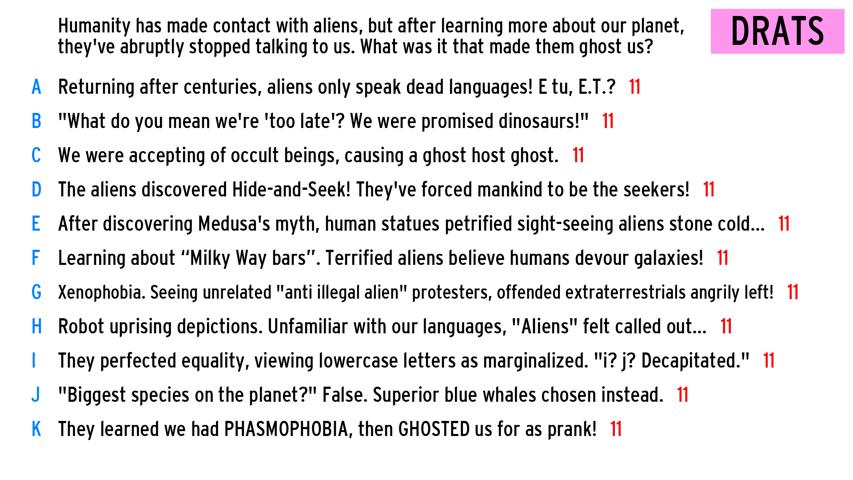 Humanity has made contact with aliens, but after learning more about our planet,
they've abruptly stopped talking to us. What was it that made them ghost us?
DRATS
A Returning after centuries, aliens only speak dead languages! E tu, E.T.? 11
B "What do you mean we're 'too late'? We were promised dinosaurs!" 11
C We were accepting of occult beings, causing a ghost host ghost. 11
D The aliens discovered Hide-and-Seek! They've forced mankind to be the seekers! 11
E After discovering Medusa's myth, human statues petrified sight-seeing aliens stone cold... 11
F Learning about “Milky Way bars”. Terrified aliens believe humans devour galaxies! 11
G Xenophobia. Seeing unrelated "anti illegal alien" protesters, offended extraterrestrials angrily left! 11
H Robot uprising depictions. Unfamiliar with our languages, "Aliens" felt called out... 11
I They perfected equality, viewing lowercase letters as marginalized. "i? j? Decapitated." 11
J "Biggest species on the planet?" False. Superior blue whales chosen instead. 11
K They learned we had PHASMOPHOBIA, then GHOSTED us for as prank! 11